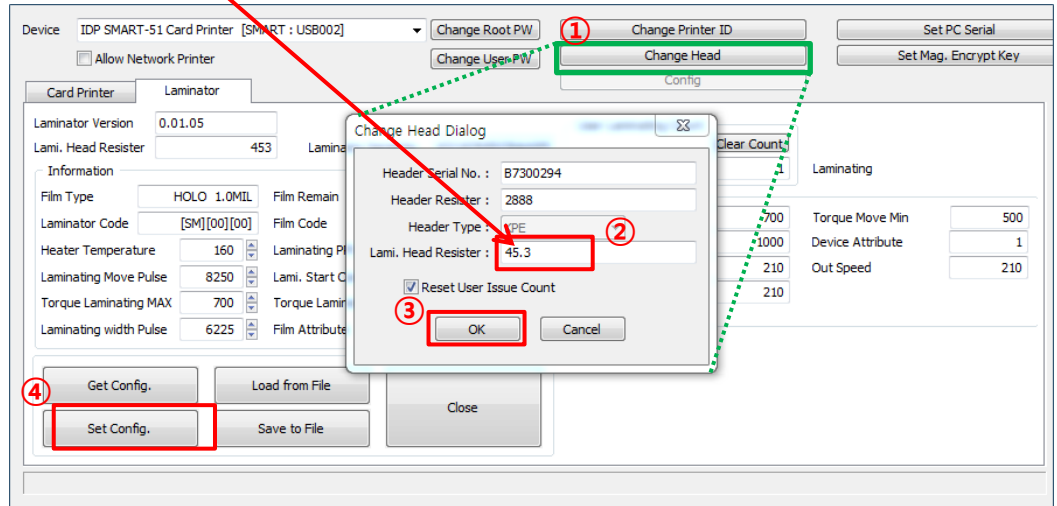 Device IDP SMART-51 Card Printer [SMART : USB002] Change Root PW ① Change Printer ID Set PC Serial
Allow Network Printer Change User PW Change Head Set Mag. Encrypt Key
Config
Card Printer Laminator
Laminator Version 0.01.05
Change Head Dialog
Lami. Head Resister 453 Clear Count
Information
Header Serial No. : B7300294
1 Laminating
Film Type HOLO 1.0MIL Film Remain
Header Resister : 2888
Laminator Code [SM][00][00] Film Code
Header Type : ②
700 Torque Move Min 500
Heater Temperature 160
Lami. Head Resister : 45.3
1000 Device Attribute 1
Laminating Move Pulse 8250 Lami. Start
Reset User Issue Count
210 Out Speed 210
Torque Laminating MAX 700
③
210
Laminating width Pulse 6225 Film Attribute
OK Cancel
④ Get Config. Load from File
Close
Set Config. Save to File